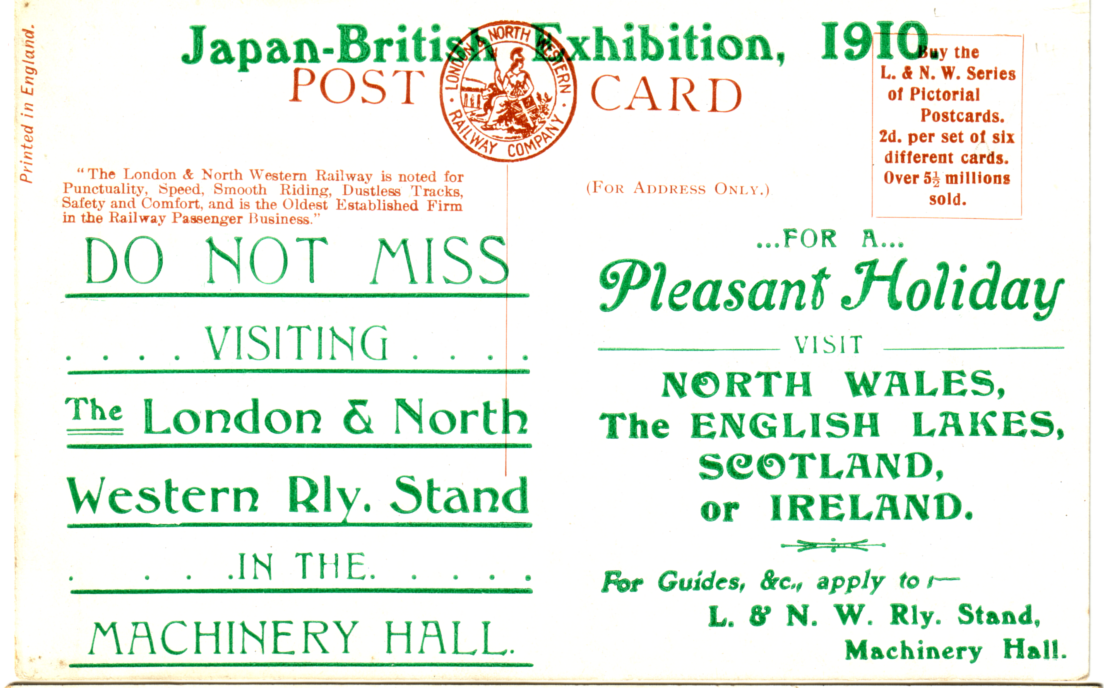 Japan-British Exhibition, 1910
POST CARD
LONDON & NORTH WESTERN
RAILWAY COMPANY
Printed in England.
Buy the
L. & N. W. Series
of Pictorial
Postcards.
2d. per set of six
different cards.
Over 5½ millions
sold.
"The London & North Western Railway is noted for
Punctuality, Speed, Smooth Riding, Dustless Tracks,
Safety and Comfort, and is the Oldest Established Firm
in the Railway Passenger Business."
(FOR ADDRESS ONLY.)
DO NOT MISS
. . . . VISITING . . . .
The London & North
Western Rly. Stand
. . . .IN THE. . . . .
MACHINERY HALL.
...FOR A...
Pleasant Holiday
VISIT
NORTH WALES,
The ENGLISH LAKES,
SCOTLAND,
or IRELAND.
For Guides, &c., apply to :—
L. & N. W. Rly. Stand,
Machinery Hall.